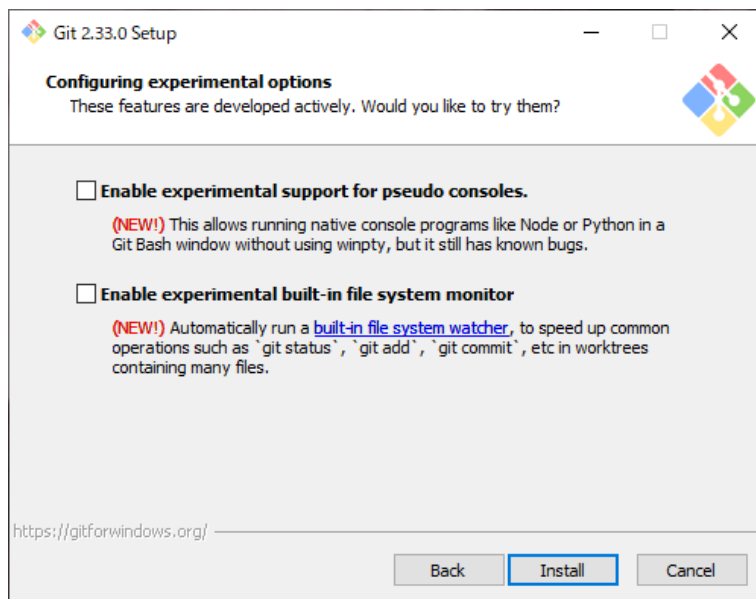 Git 2.33.0 Setup
Configuring experimental options
These features are developed actively. Would you like to try them?
Enable experimental support for pseudo consoles.
(NEW!) This allows running native console programs like Node or Python in a
Git Bash window without using winpty, but it still has known bugs.
Enable experimental built-in file system monitor
(NEW!) Automatically run a built-in file system watcher, to speed up common
operations such as `git status`, `git add`, `git commit`, etc in worktrees
containing many files.
https://gitforwindows.org/
Back
Install
Cancel